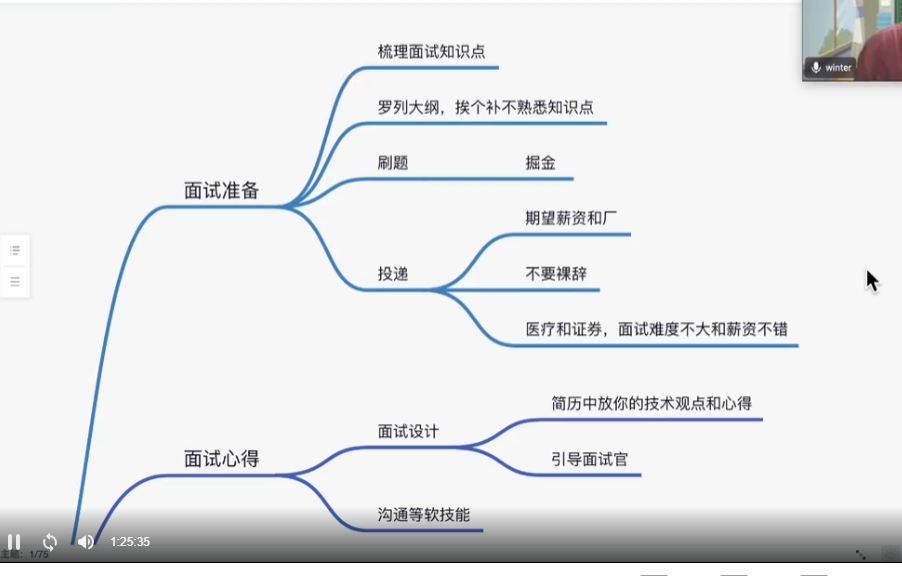 梳理面试知识点
winter
罗列大纲，挨个补不熟悉知识点
刷题
掘金
面试准备
期望薪资和厂
投递
不要裸辞
医疗和证券，面试难度不大和薪资不错
简历中放你的技术观点和心得
面试设计
面试心得
引导面试官
沟通等软技能
1:25:35
主题：1/75